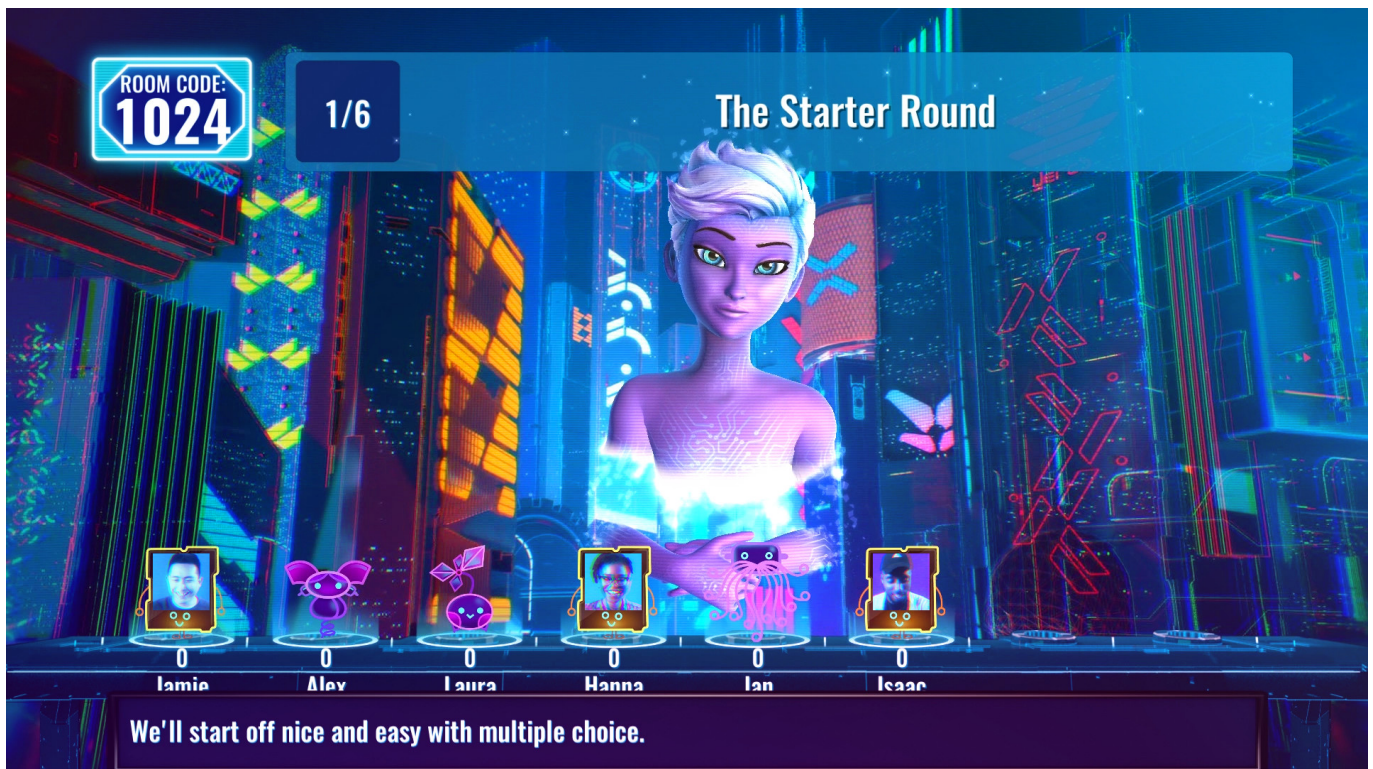 ROOM CODE:
1024
1/6
The Starter Round
0
0
0
0
0
0
Jamie
Alex
Laura
Hanna
Ian
Isaac
We'll start off nice and easy with multiple choice.